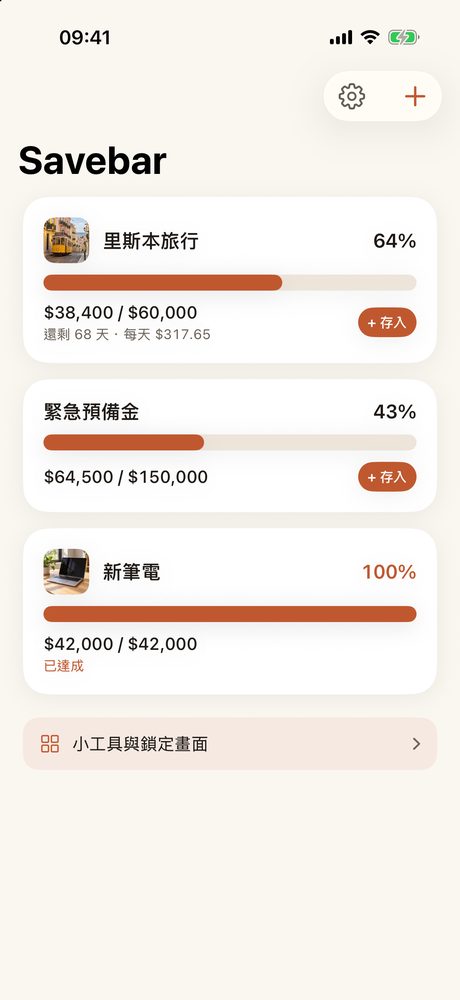 09:41
Savebar
里斯本旅行
64%
$38,400 / $60,000
還剩 68 天 · 每天 $317.65
+ 存入
緊急預備金
43%
$64,500 / $150,000
+ 存入
新筆電
100%
$42,000 / $42,000
已達成
小工具與鎖定畫面